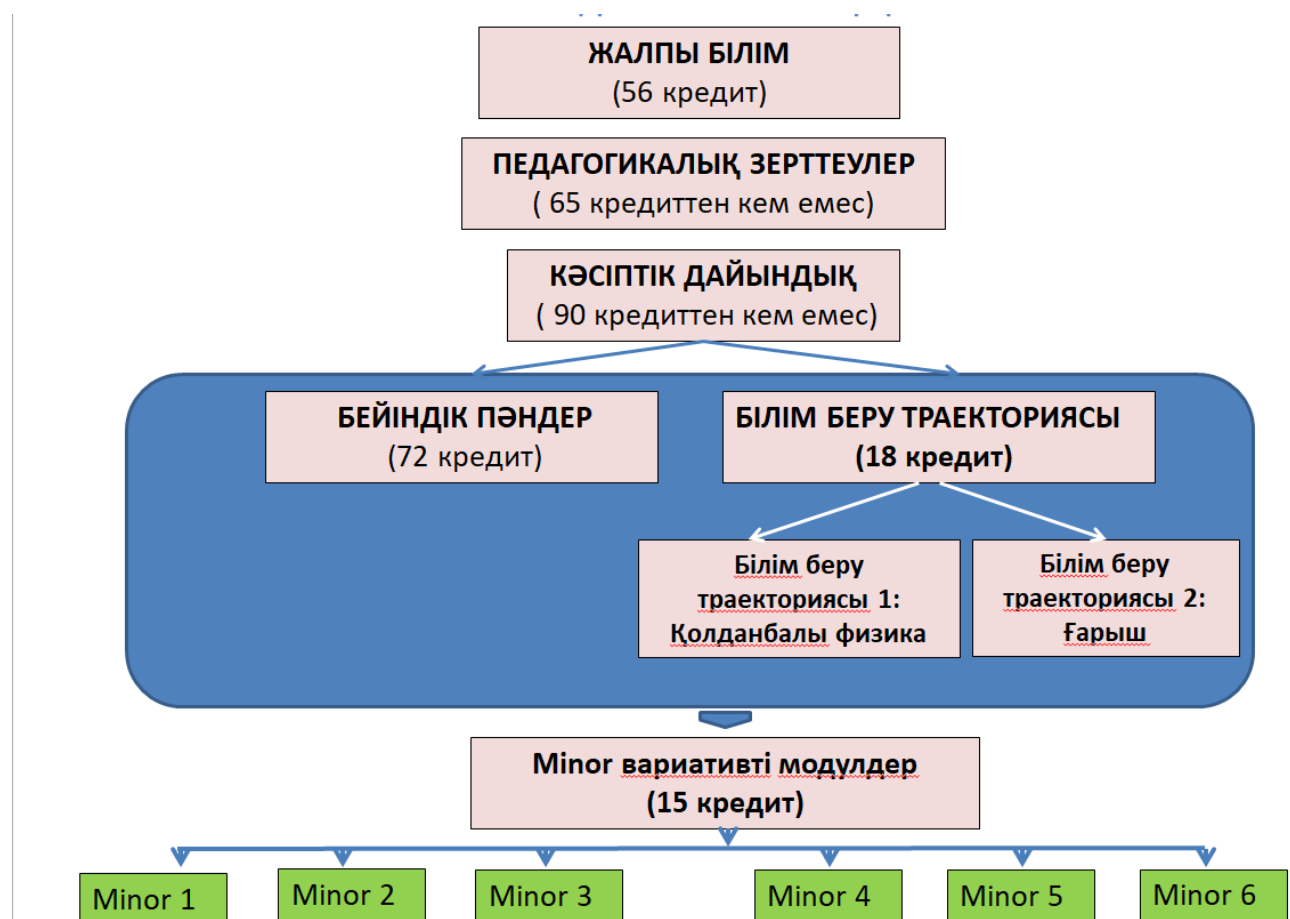 ЖАЛПЫ БІЛІМ
(56 кредит)
ПЕДАГОГИКАЛЫҚ ЗЕРТТЕУЛЕР
( 65 кредиттен кем емес)
КӘСІПТІК ДАЙЫНДЫҚ
( 90 кредиттен кем емес)
БЕЙІНДІК ПӘНДЕР
(72 кредит)
БІЛІМ БЕРУ ТРАЕКТОРИЯСЫ
(18 кредит)
Білім беру
траекториясы 1:
Қолданбалы физика
Білім беру
траекториясы 2:
Ғарыш
Minor вариативті модулдер
(15 кредит)
Minor 1
Minor 2
Minor 3
Minor 4
Minor 5
Minor 6